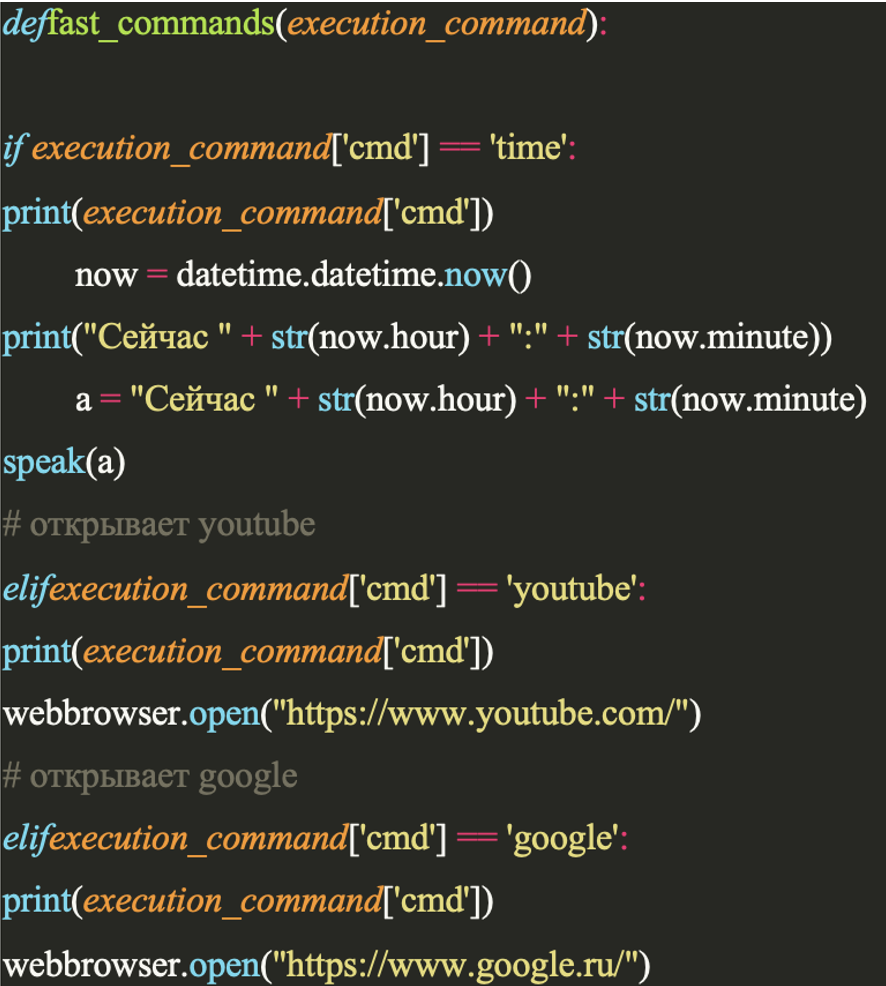 deffast_commands(execution_command):
if execution_command['cmd'] == 'time':
print(execution_command['cmd'])
now = datetime.datetime.now()
print("Сейчас " + str(now.hour) + ":" + str(now.minute))
a = "Сейчас " + str(now.hour) + ":" + str(now.minute)
speak(a)
# открывает youtube
elifexecution_command['cmd'] == 'youtube':
print(execution_command['cmd'])
webbrowser.open("https://www.youtube.com/")
# открывает google
elifexecution_command['cmd'] == 'google':
print(execution_command['cmd'])
webbrowser.open("https://www.google.ru/")